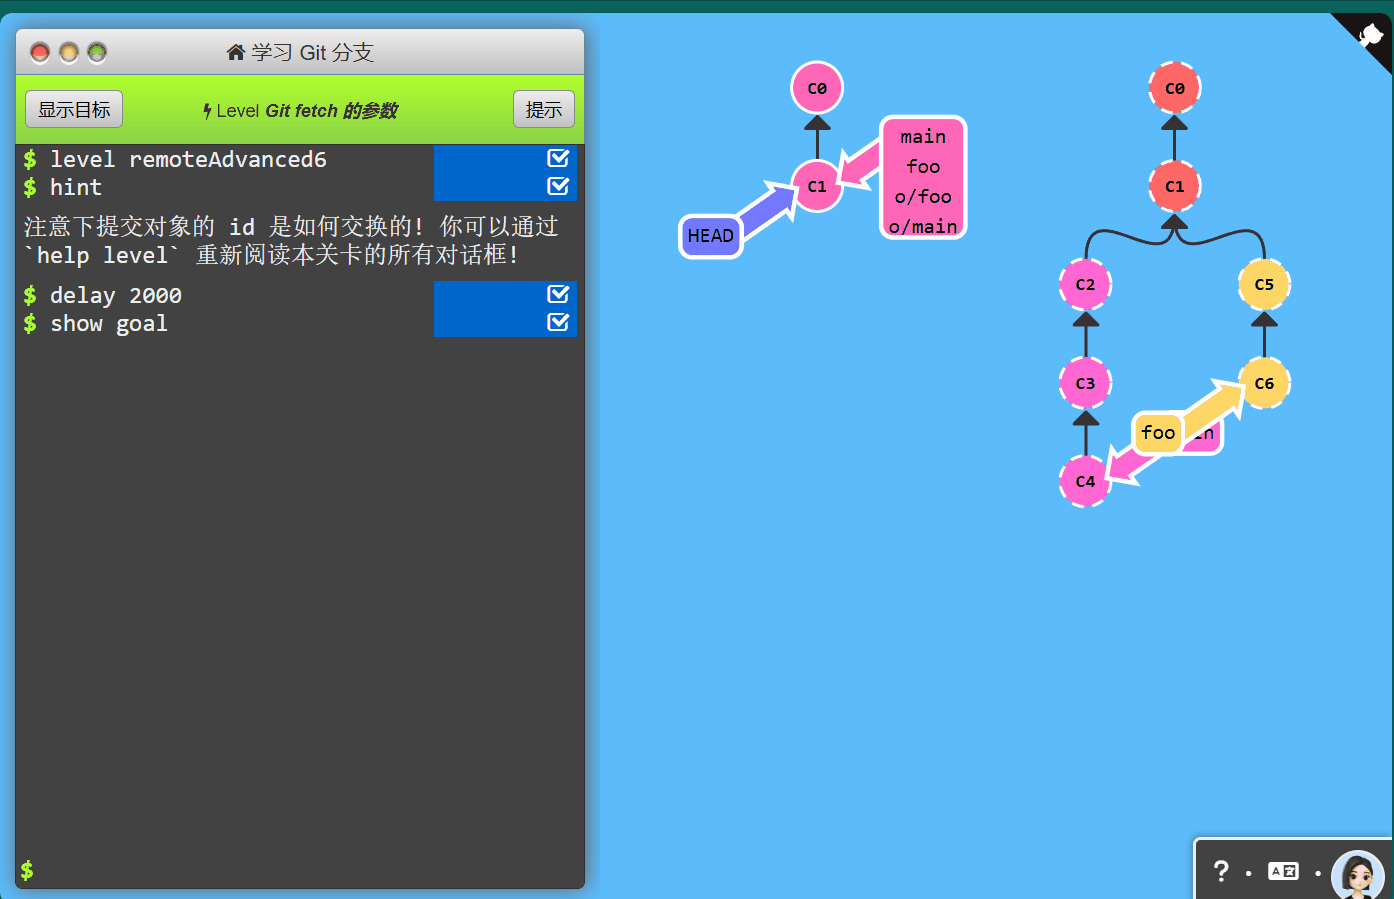 学习 Git 分支
显示目标
Level Git fetch 的参数
提示
$ level remoteAdvanced6
$ hint
注意下提交对象的 id 是如何交换的！你可以通过
`help level` 重新阅读本关卡的所有对话框！
$ delay 2000
$ show goal
$
C0
C1
HEAD
main
foo
o/foo
o/main
C0
C1
C2
C5
C3
C6
foo
in
C4
?
A